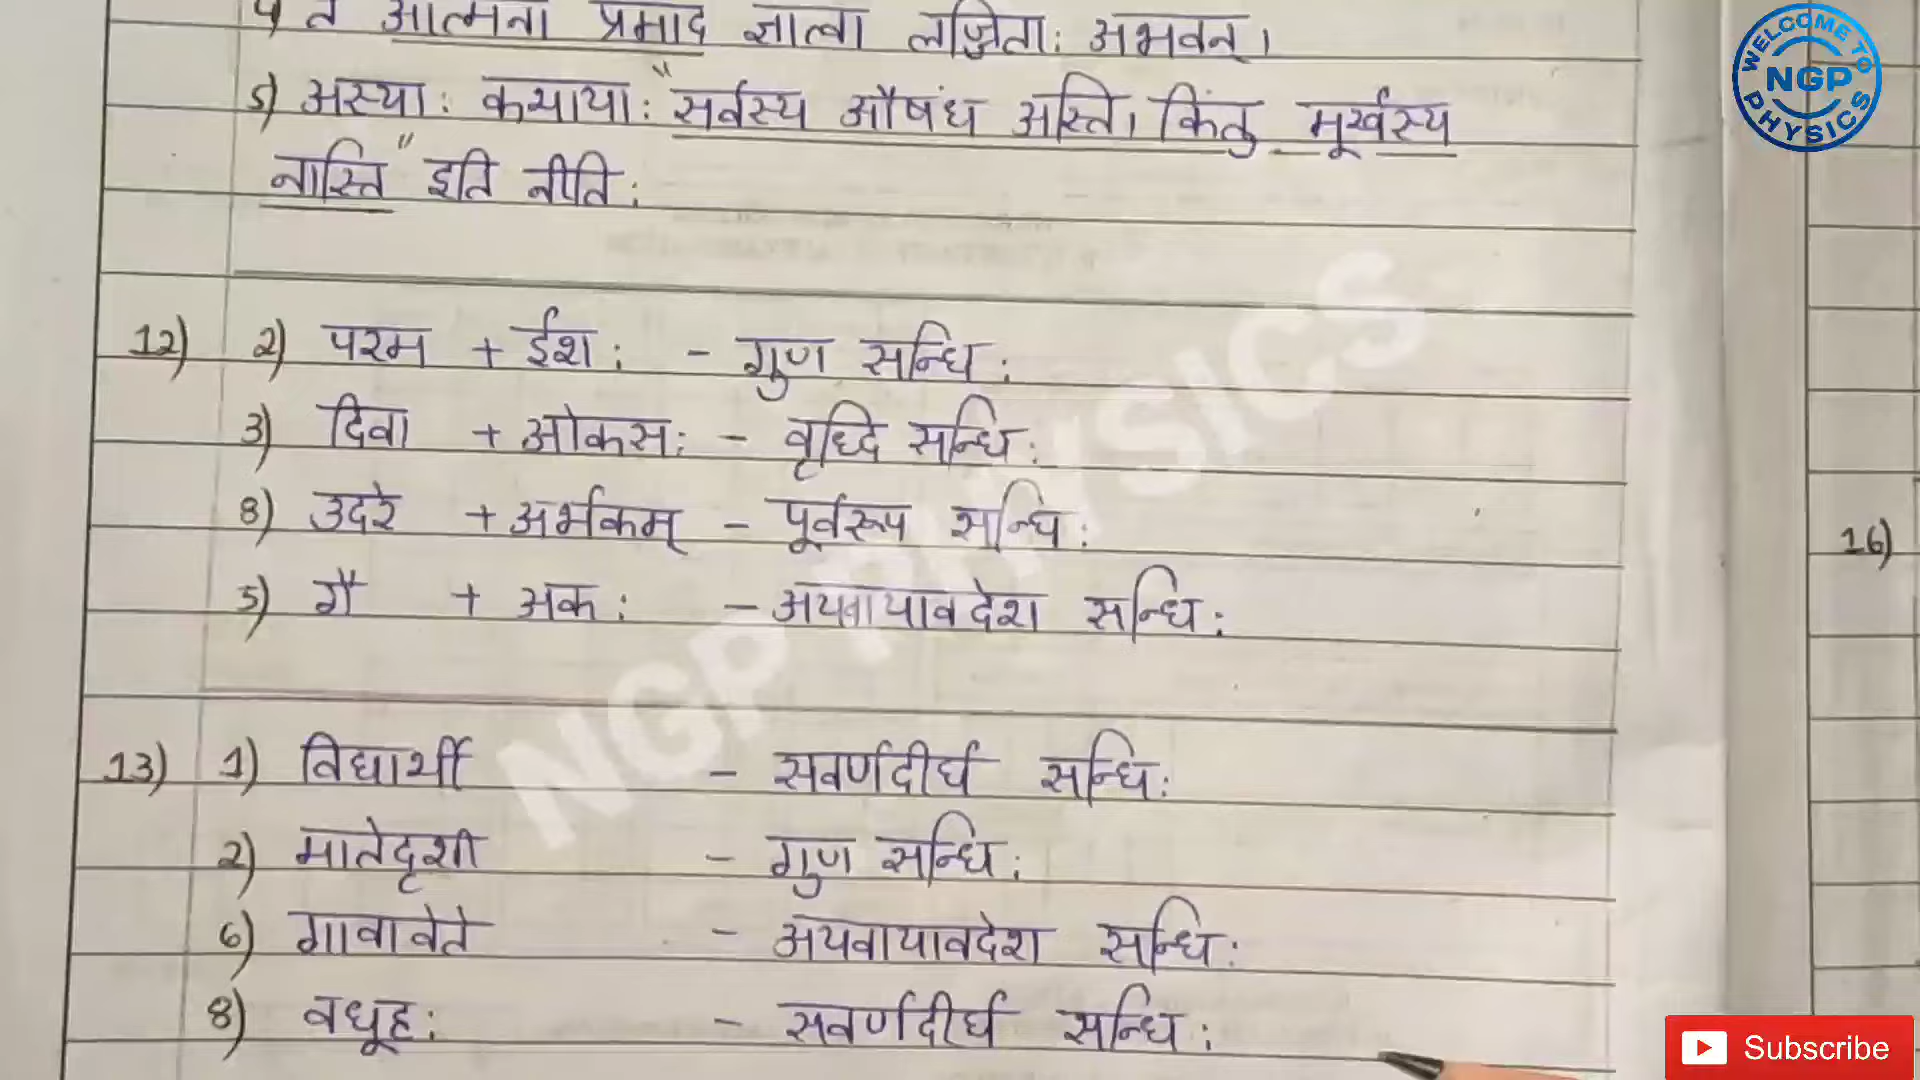 ५ ते आत्मना प्रमाद ज्ञात्वा लज्जिताः अभवन्।
5) अस्याः कथायाः "सर्वस्य औषंध अस्ति। किंतु मूर्खस्य
नास्ति" इति नीतिः
12) 2) परम + ईशः - गुण सन्धिः
3) दिवा + ओकसः - वृध्दि सन्धिः
8) उदरे + अर्भकम् - पूर्वरूप सन्धिः
5) गै + अकः - अयवायावदेश सन्धिः
13) 1) विद्यार्थी - सवर्णदीर्घ सन्धिः
2) मातेदृशी - गुण सन्धिः
6) गावावेते - अयवायावदेश सन्धिः
8) वधूहः - सवर्णदीर्घ सन्धिः
16)
WELCOME TO
NGP
PHYSICS
NGP PHYSICS
Subscribe